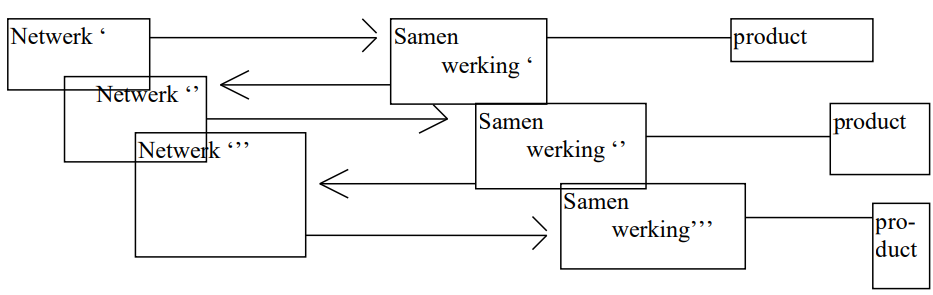 Netwerk ‘
Samen
werking ‘
product
Netwerk ‘’
Samen
werking ‘’
product
Netwerk ‘’’
Samen
werking’’’
pro-
duct